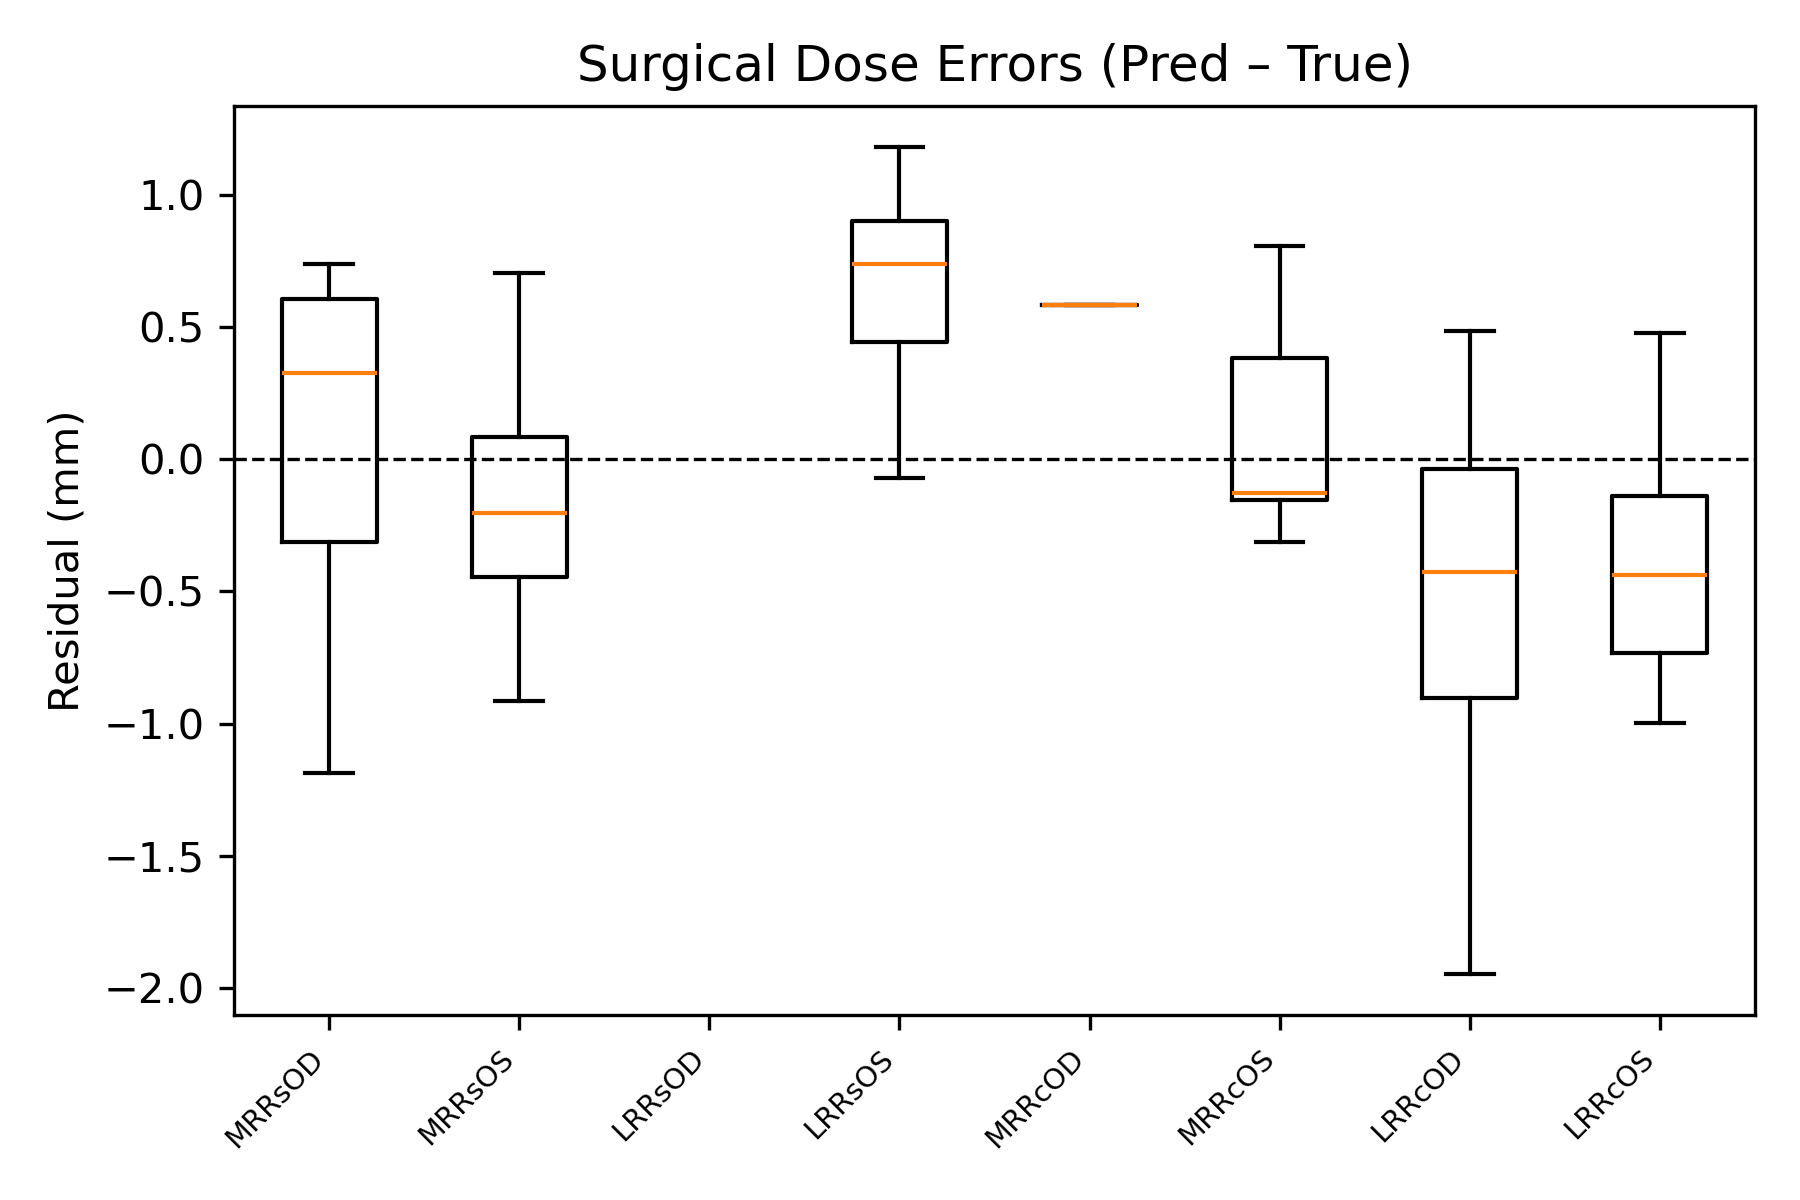 Surgical Dose Errors (Pred – True)
Residual (mm)
1.0
0.5
0.0
−0.5
−1.0
−1.5
−2.0
MRRsOD
MRRsOS
LRRsOD
LRRsOS
MRRcOD
MRRcOS
LRRcOD
LRRcOS